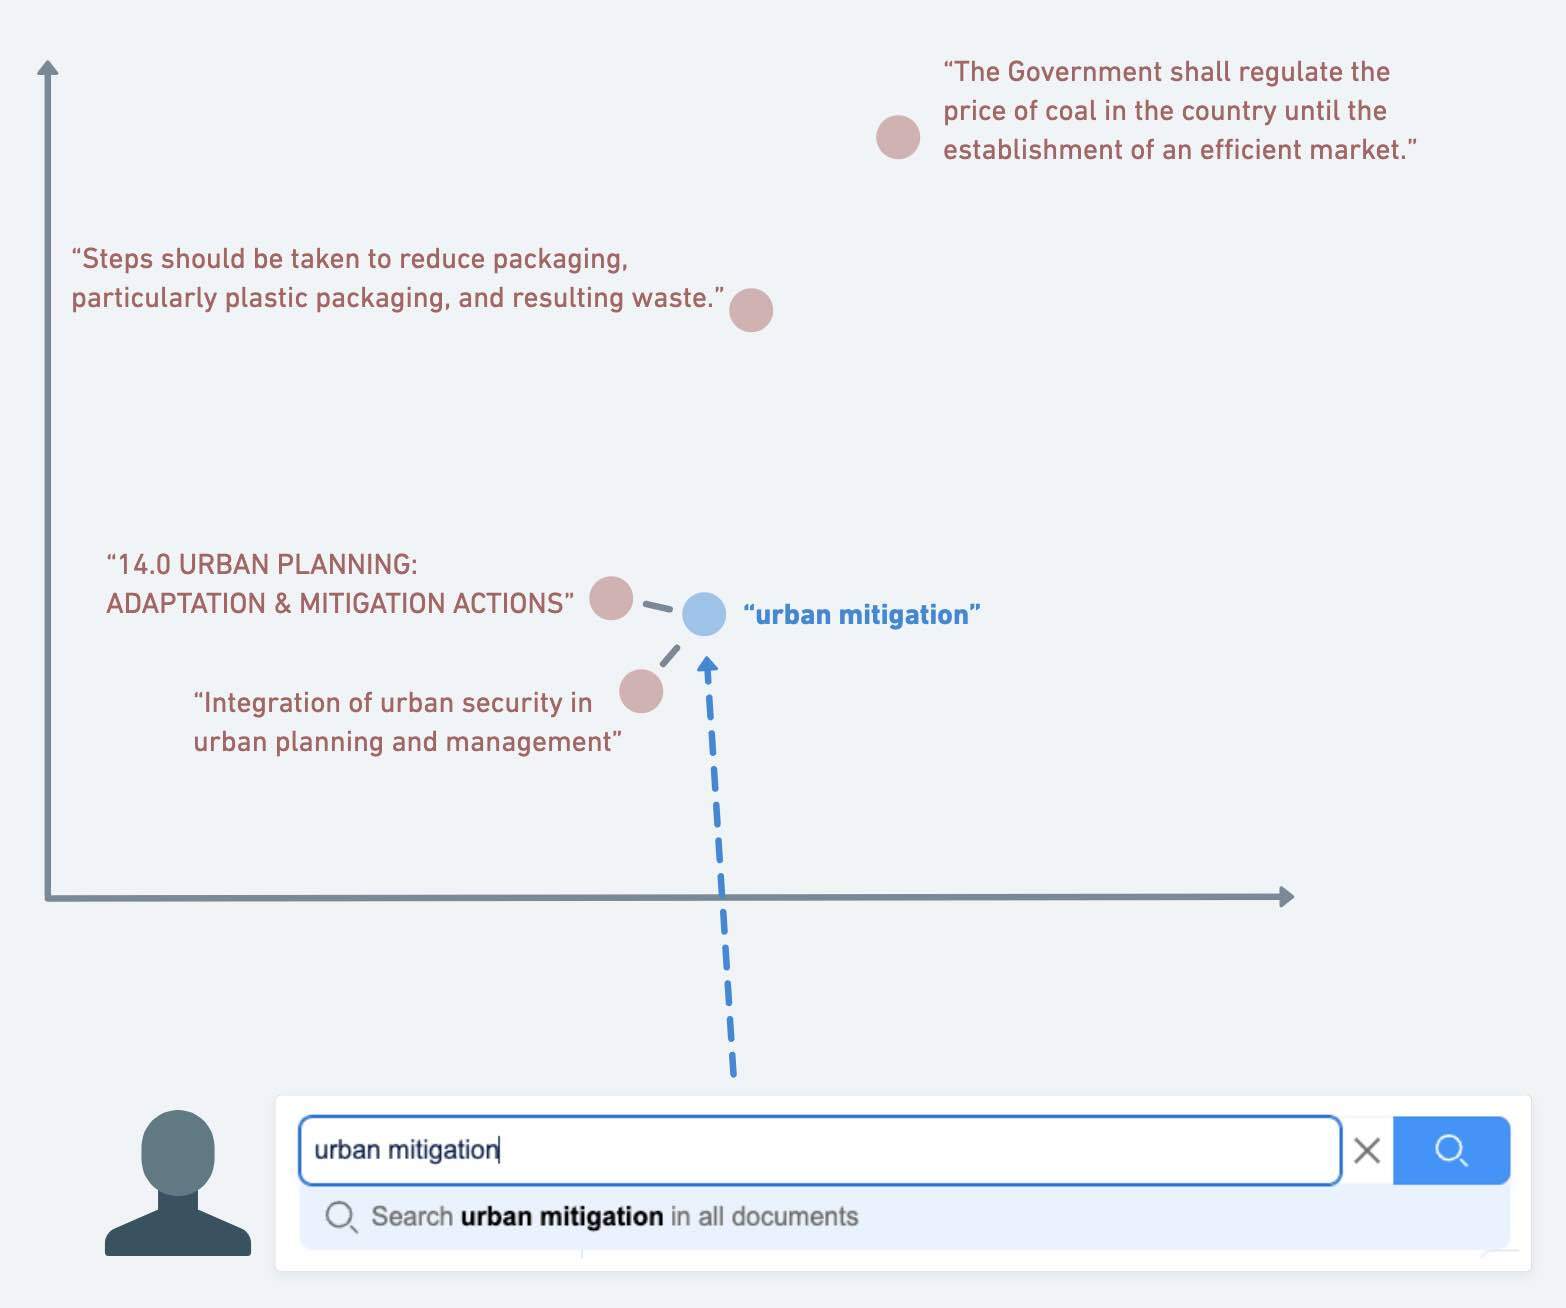 “The Government shall regulate the
price of coal in the country until the
establishment of an efficient market.”
“Steps should be taken to reduce packaging,
particularly plastic packaging, and resulting waste.”
“14.0 URBAN PLANNING:
ADAPTATION & MITIGATION ACTIONS”
“urban mitigation”
“Integration of urban security in
urban planning and management”
urban mitigation
Search urban mitigation in all documents